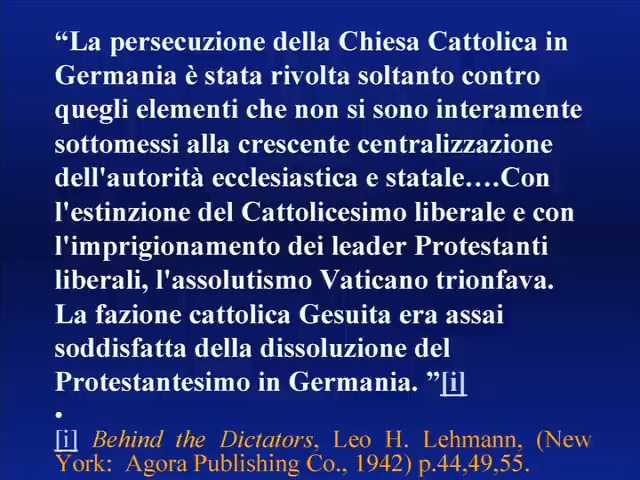 “La persecuzione della Chiesa Cattolica in
Germania è stata rivolta soltanto contro
quegli elementi che non si sono interamente
sottomessi alla crescente centralizzazione
dell'autorità ecclesiastica e statale….Con
l'estinzione del Cattolicesimo liberale e con
l'imprigionamento dei leader Protestanti
liberali, l'assolutismo Vaticano trionfava.
La fazione cattolica Gesuita era assai
soddisfatta della dissoluzione del
Protestantesimo in Germania. ”[i]
•
[i] Behind the Dictators, Leo H. Lehmann, (New
York: Agora Publishing Co., 1942) p.44,49,55.